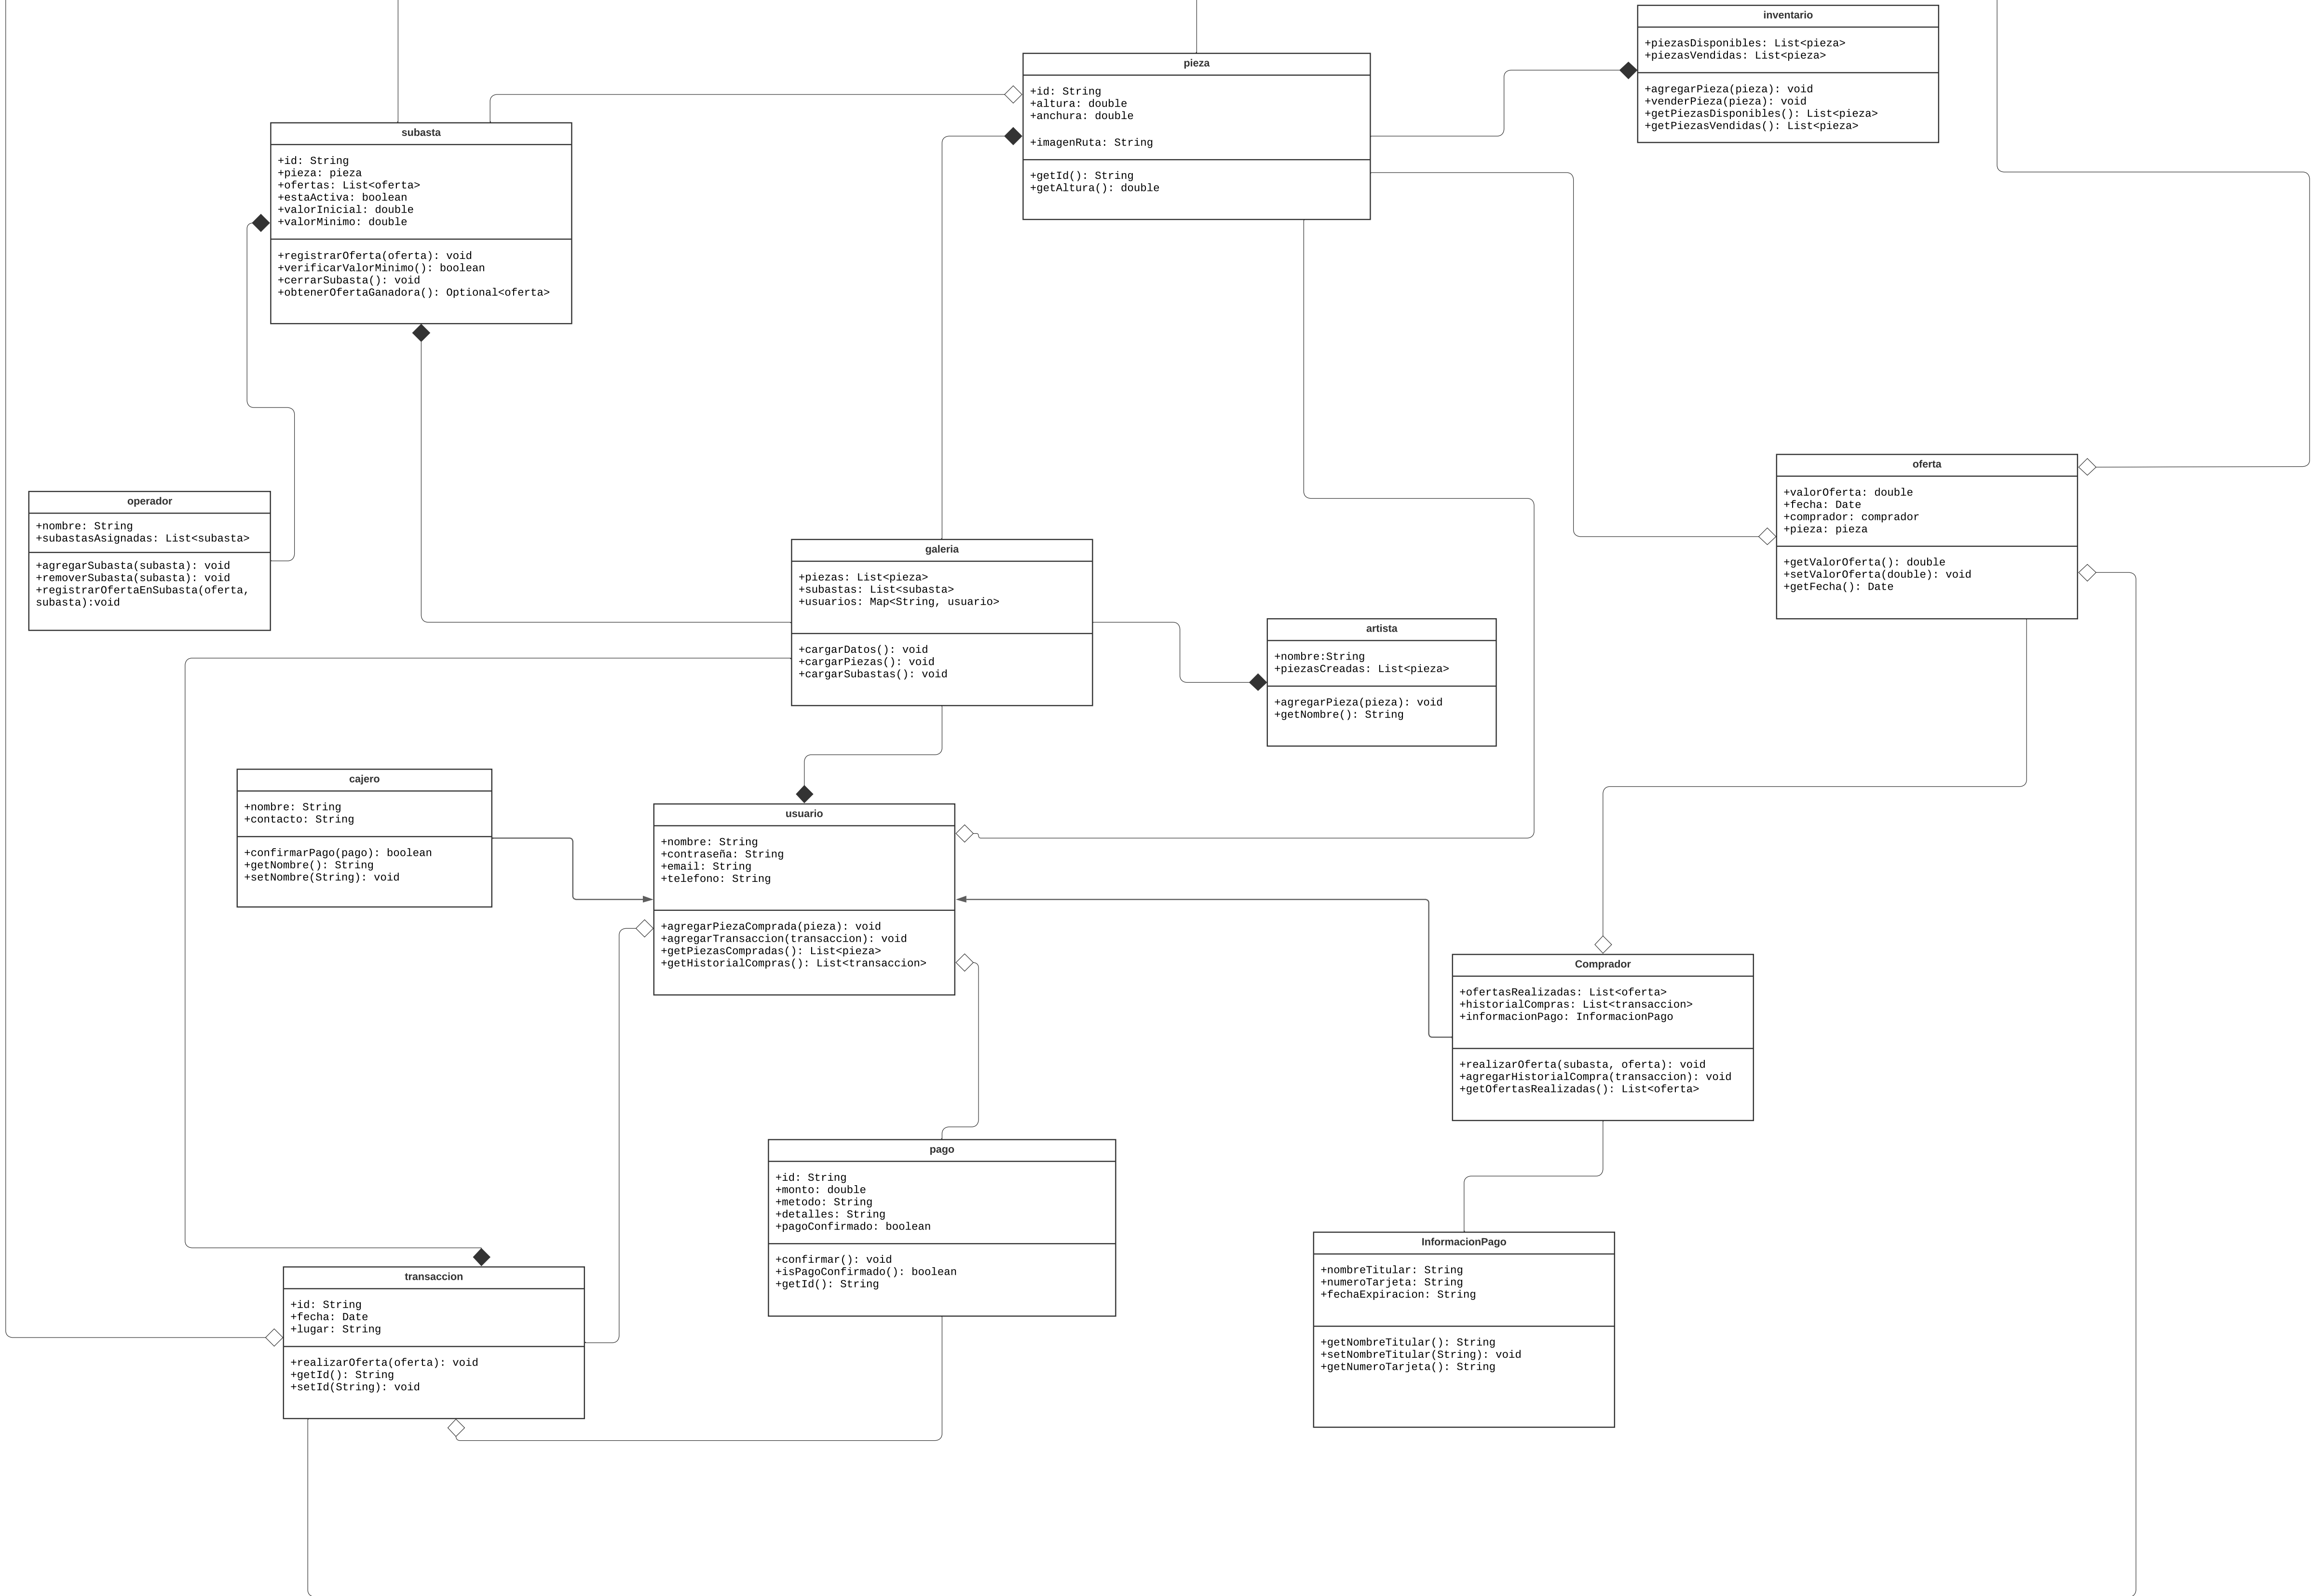 inventario
+piezasDisponibles: List<pieza>
+piezasVendidas: List<pieza>
+agregarPieza(pieza): void
+venderPieza(pieza): void
+getPiezasDisponibles(): List<pieza>
+getPiezasVendidas(): List<pieza>
pieza
+id: String
+altura: double
+anchura: double
+imagenRuta: String
+getId(): String
+getAltura(): double
subasta
+id: String
+pieza: pieza
+ofertas: List<oferta>
+estaActiva: boolean
+valorInicial: double
+valorMinimo: double
+registrarOferta(oferta): void
+verificarValorMinimo(): boolean
+cerrarSubasta(): void
+obtenerOfertaGanadora(): Optional<oferta>
oferta
+valorOferta: double
+fecha: Date
+comprador: comprador
+pieza: pieza
+getValorOferta(): double
+setValorOferta(double): void
+getFecha(): Date
operador
+nombre: String
+subastasAsignadas: List<subasta>
+agregarSubasta(subasta): void
+removerSubasta(subasta): void
+registrarOfertaEnSubasta(oferta,
subasta):void
galeria
+piezas: List<pieza>
+subastas: List<subasta>
+usuarios: Map<String, usuario>
+cargarDatos(): void
+cargarPiezas(): void
+cargarSubastas(): void
artista
+nombre:String
+piezasCreadas: List<pieza>
+agregarPieza(pieza): void
+getNombre(): String
cajero
+nombre: String
+contacto: String
+confirmarPago(pago): boolean
+getNombre(): String
+setNombre(String): void
usuario
+nombre: String
+contraseña: String
+email: String
+telefono: String
+agregarPiezaComprada(pieza): void
+agregarTransaccion(transaccion): void
+getPiezasCompradas(): List<pieza>
+getHistorialCompras(): List<transaccion>
Comprador
+ofertasRealizadas: List<oferta>
+historialCompras: List<transaccion>
+informacionPago: InformacionPago
+realizarOferta(subasta, oferta): void
+agregarHistorialCompra(transaccion): void
+getOfertasRealizadas(): List<oferta>
pago
+id: String
+monto: double
+metodo: String
+detalles: String
+pagoConfirmado: boolean
+confirmar(): void
+isPagoConfirmado(): boolean
+getId(): String
InformacionPago
+nombreTitular: String
+numeroTarjeta: String
+fechaExpiracion: String
+getNombreTitular(): String
+setNombreTitular(String): void
+getNumeroTarjeta(): String
transaccion
+id: String
+fecha: Date
+lugar: String
+realizarOferta(oferta): void
+getId(): String
+setId(String): void